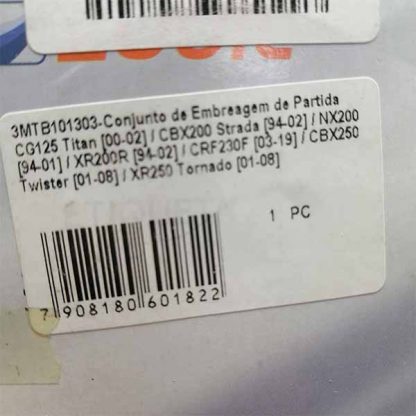 3MTB101303-Conjunto de Embreagem de Partida
CG125 Titan [00-02] / CBX200 Strada [94-02] / NX200
[94-01] / XR200R [94-02] / CRF230F [03-19] / CBX250
Twister [01-08] / XR250 Tornado [01-08]
1 PC
7 908180 601822